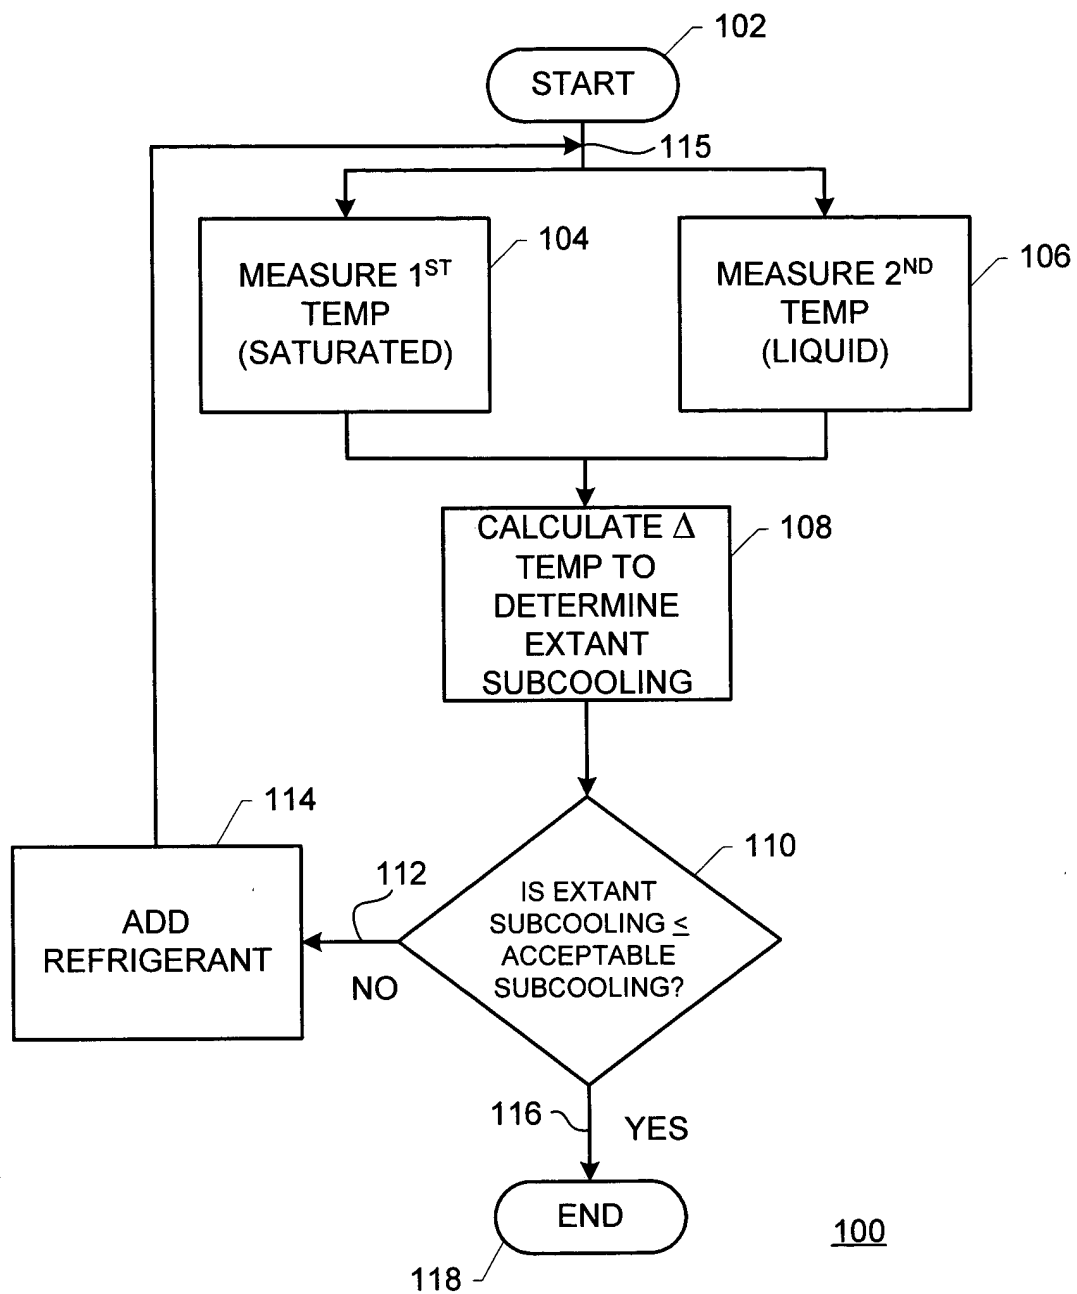 102
START
115
104
MEASURE 1ST
TEMP
(SATURATED)
106
MEASURE 2ND
TEMP
(LIQUID)
108
CALCULATE Δ
TEMP TO
DETERMINE
EXTANT
SUBCOOLING
114
ADD
REFRIGERANT
112
NO
110
IS EXTANT
SUBCOOLING ≤
ACCEPTABLE
SUBCOOLING?
116
YES
END
118
100